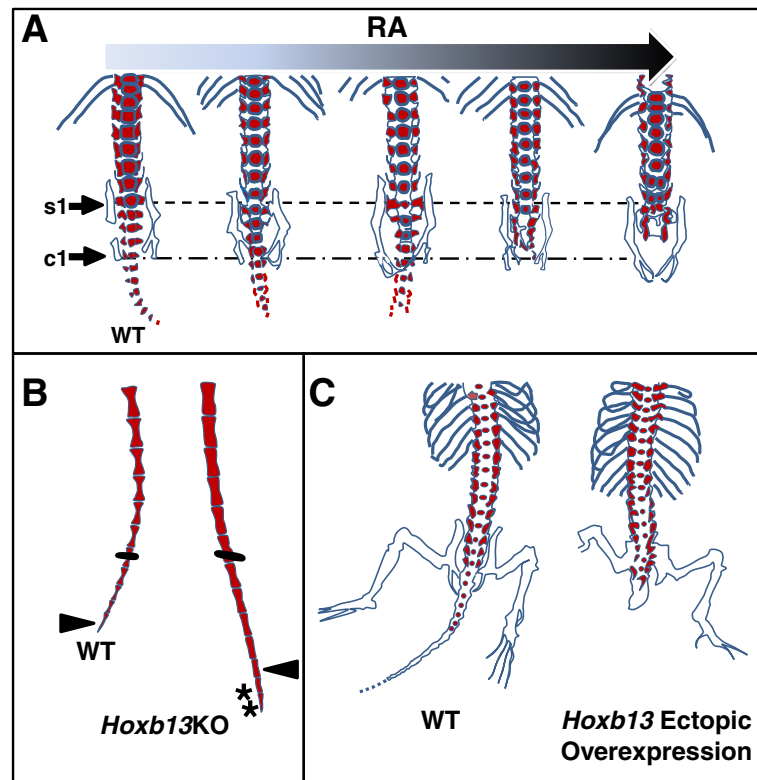 A
RA
s1
c1
WT
B
WT
Hoxb13KO
**
C
WT
Hoxb13 Ectopic
Overexpression